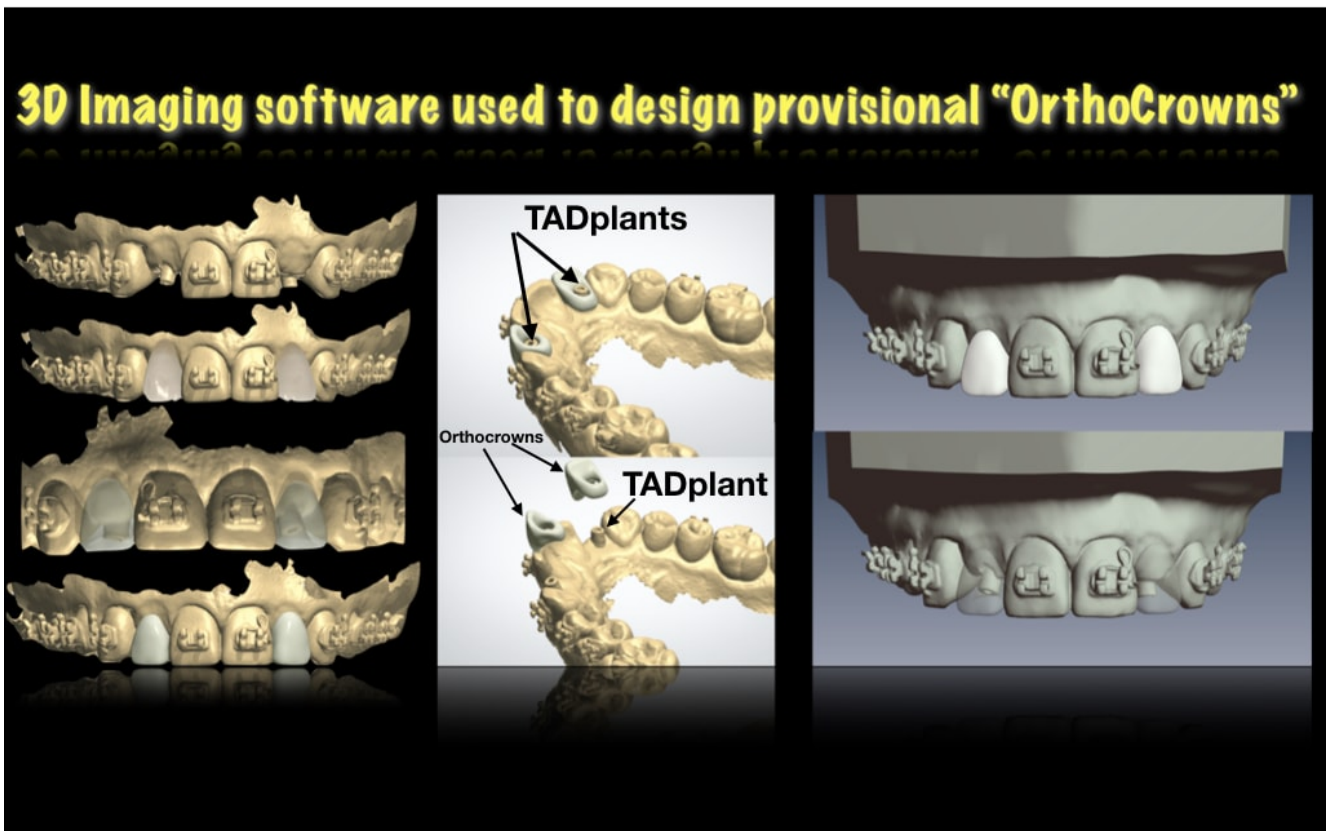 3D Imaging software used to design provisional “OrthoCrowns”
TADplants
Orthocrowns
TADplant